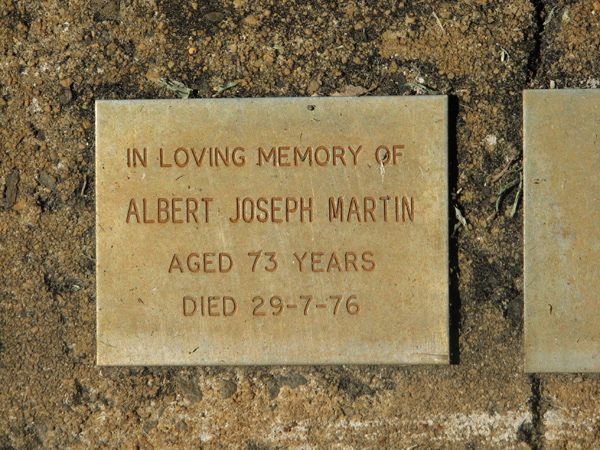 IN LOVING MEMORY OF
ALBERT JOSEPH MARTIN
AGED 73 YEARS
DIED 29-7-76